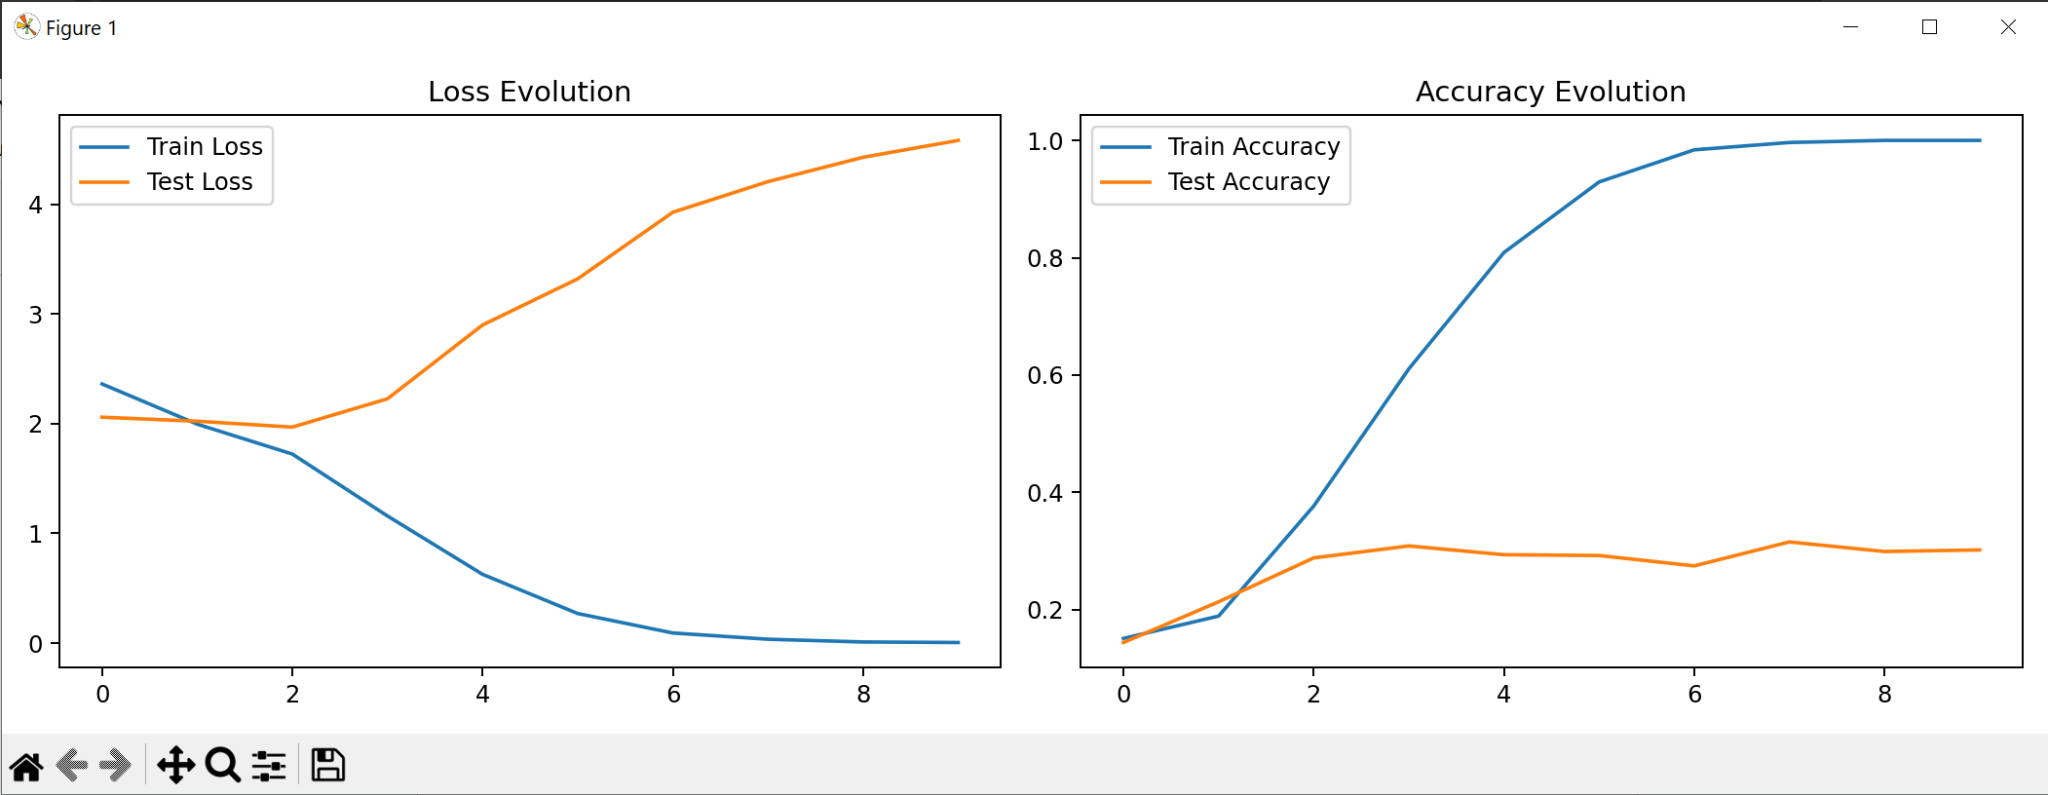 Figure 1
Loss Evolution
Train Loss
Test Loss
4
3
2
1
0
0 2 4 6 8
Accuracy Evolution
Train Accuracy
Test Accuracy
1.0
0.8
0.6
0.4
0.2
0 2 4 6 8